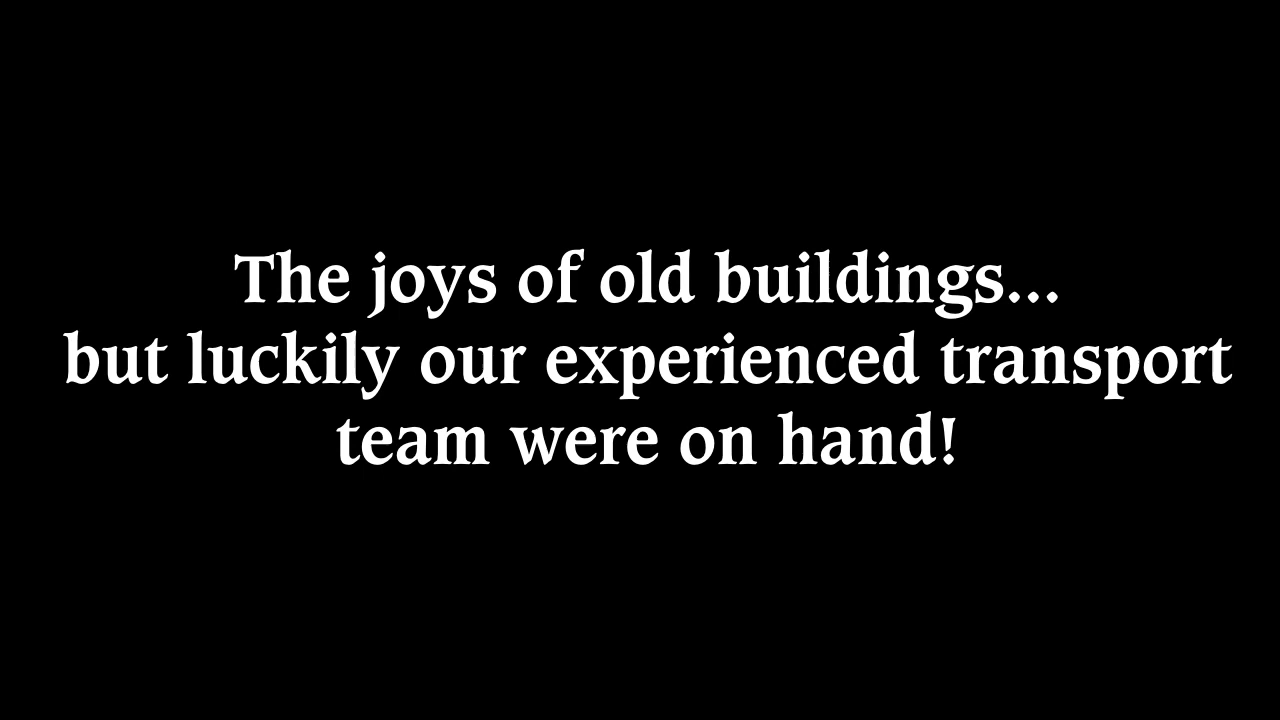 The joys of old buildings...
but luckily our experienced transport
team were on hand!